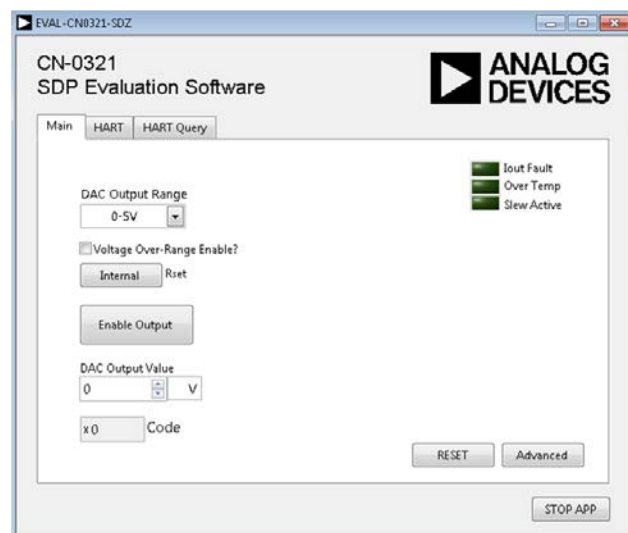 EVAL-CN0321-SDZ
CN-0321
SDP Evaluation Software
ANALOG
DEVICES
Main HART HART Query
Iout Fault
Over Temp
Slew Active
DAC Output Range
0-5V
Voltage Over-Range Enable?
Internal Rset
Enable Output
DAC Output Value
0 V
x0 Code
RESET Advanced
STOP APP